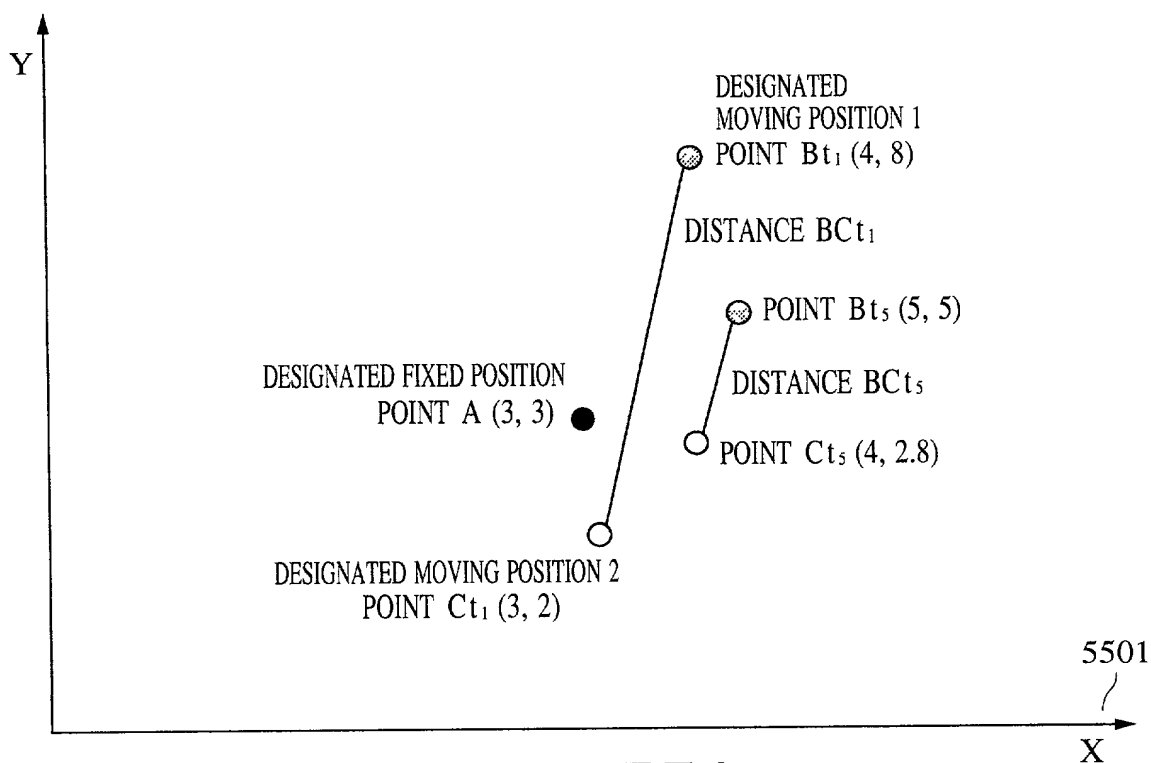 Y
DESIGNATED
MOVING POSITION 1
POINT Bt₁ (4, 8)
DISTANCE BCt₁
POINT Bt₅ (5, 5)
DESIGNATED FIXED POSITION
POINT A (3, 3)
DISTANCE BCt₅
POINT Ct₅ (4, 2.8)
DESIGNATED MOVING POSITION 2
POINT Ct₁ (3, 2)
5501
X